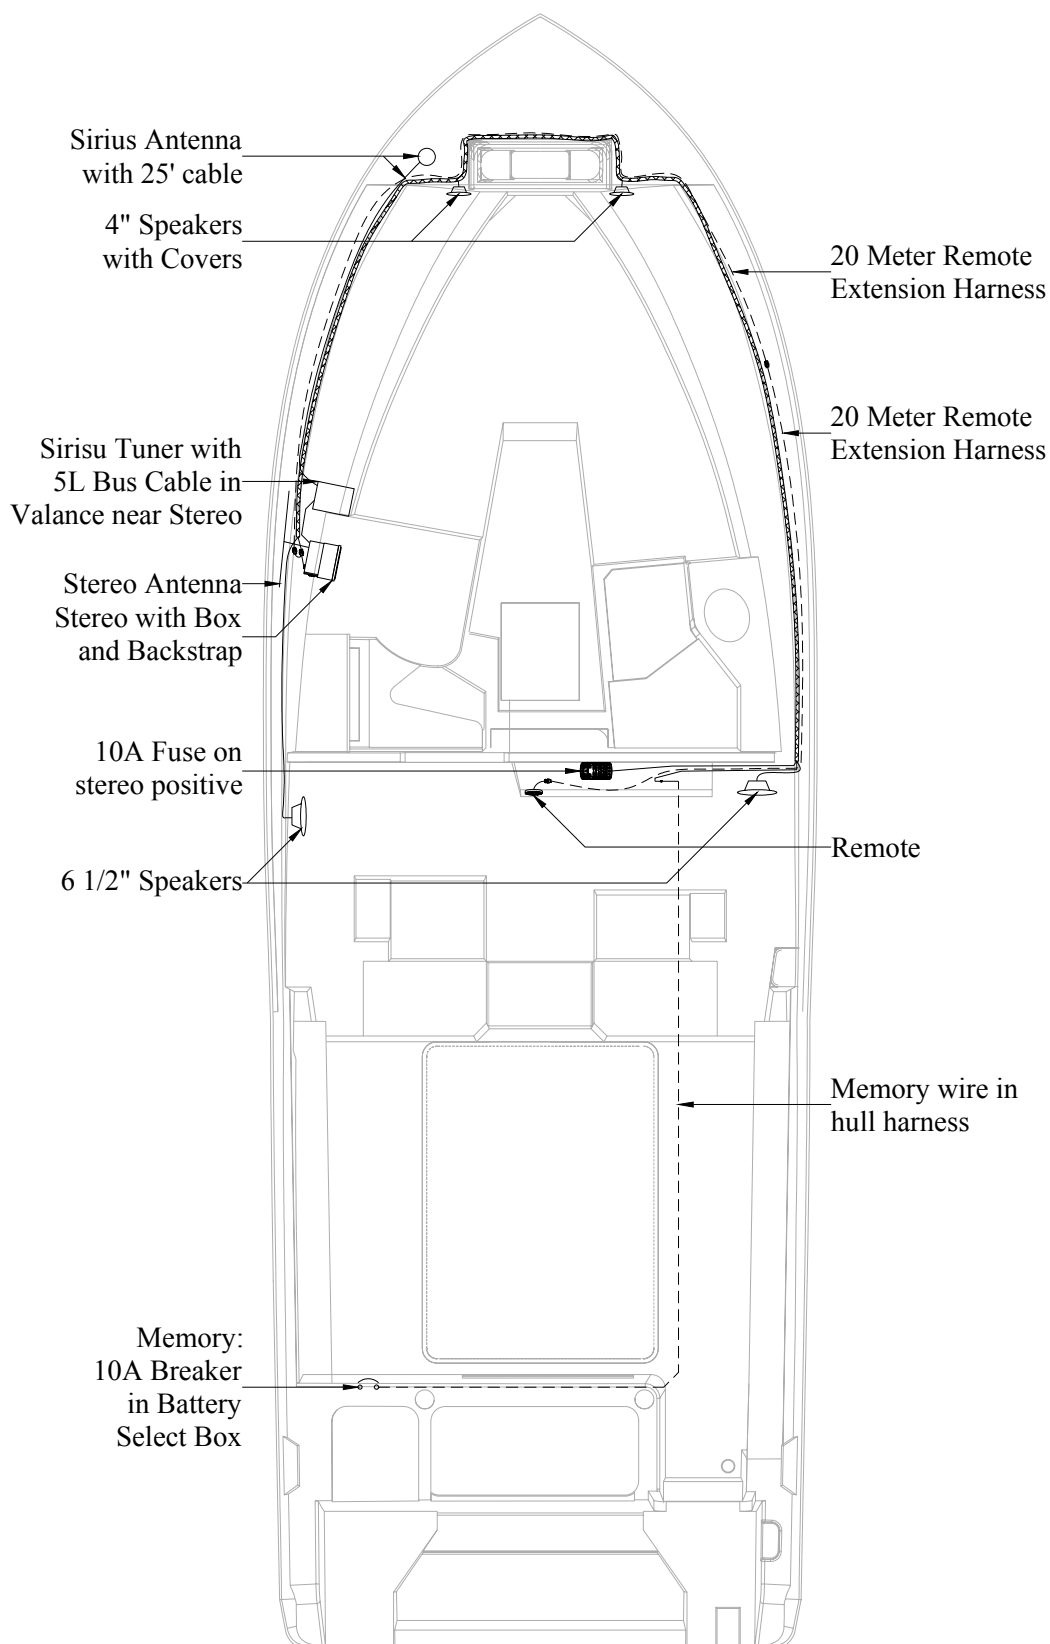 Sirius Antenna
with 25' cable
4" Speakers
with Covers
20 Meter Remote
Extension Harness
20 Meter Remote
Extension Harness
Sirisu Tuner with
5L Bus Cable in
Valance near Stereo
Stereo Antenna
Stereo with Box
and Backstrap
10A Fuse on
stereo positive
Remote
6 1/2" Speakers
Memory wire in
hull harness
Memory:
10A Breaker
in Battery
Select Box